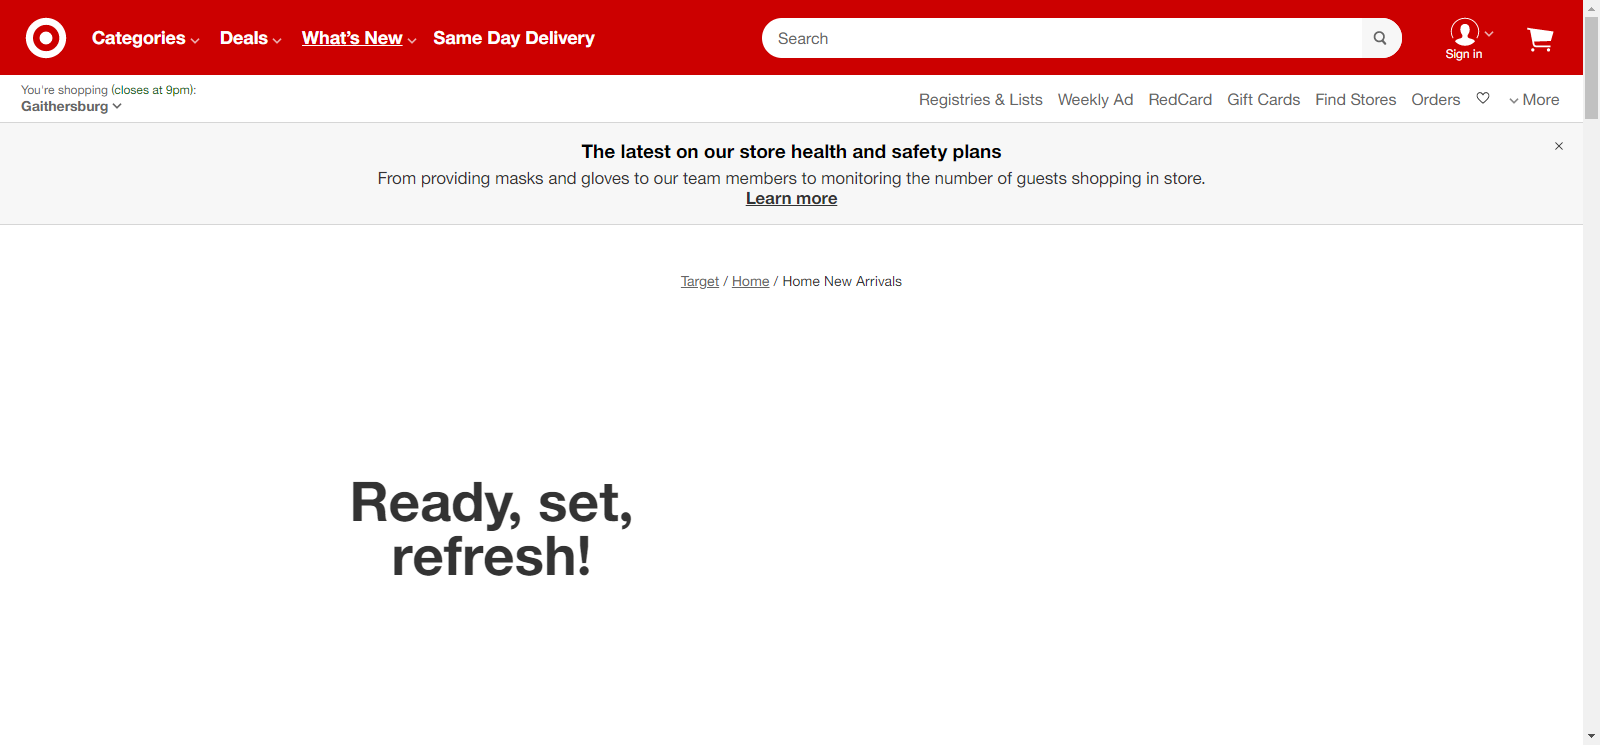 Categories Deals What's New Same Day Delivery Search Sign in
You're shopping (closes at 9pm):
Gaithersburg
Registries & Lists Weekly Ad RedCard Gift Cards Find Stores Orders More
The latest on our store health and safety plans
From providing masks and gloves to our team members to monitoring the number of guests shopping in store.
Learn more
Target / Home / Home New Arrivals
Ready, set,
refresh!